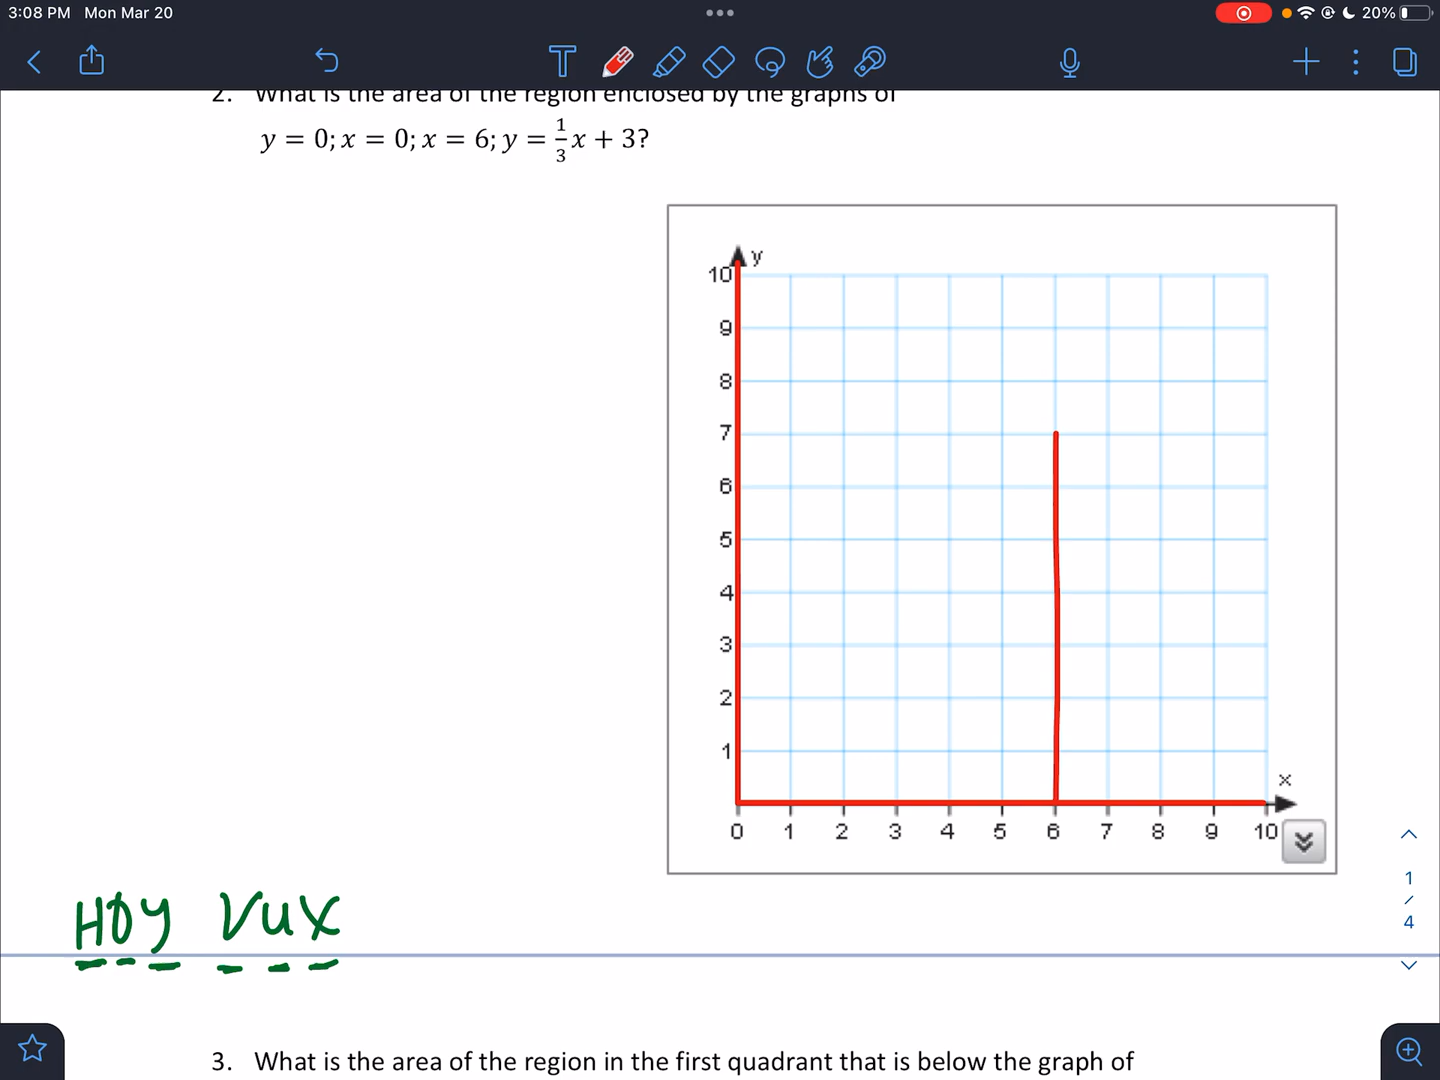 3:08 PM Mon Mar 20 20%
T
2. What is the area of the region enclosed by the graphs of
y = 0; x = 0; x = 6; y = 1/3 x + 3?
y
10
9
8
7
6
5
4
3
2
1
x
0 1 2 3 4 5 6 7 8 9 10
1 / 4
HOY VUX
3. What is the area of the region in the first quadrant that is below the graph of